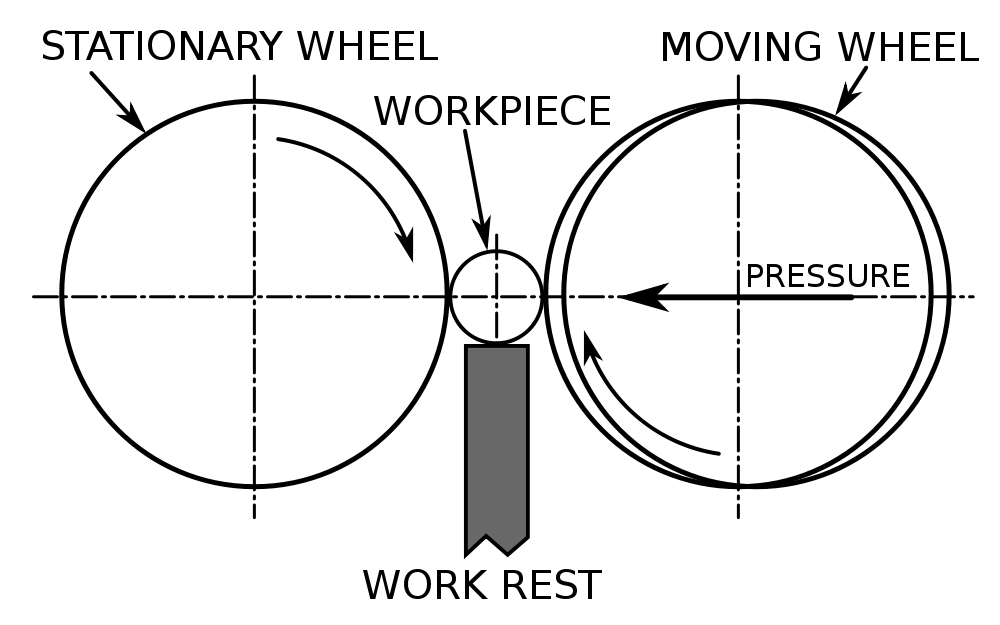 STATIONARY WHEEL
MOVING WHEEL
WORKPIECE
PRESSURE
WORK REST